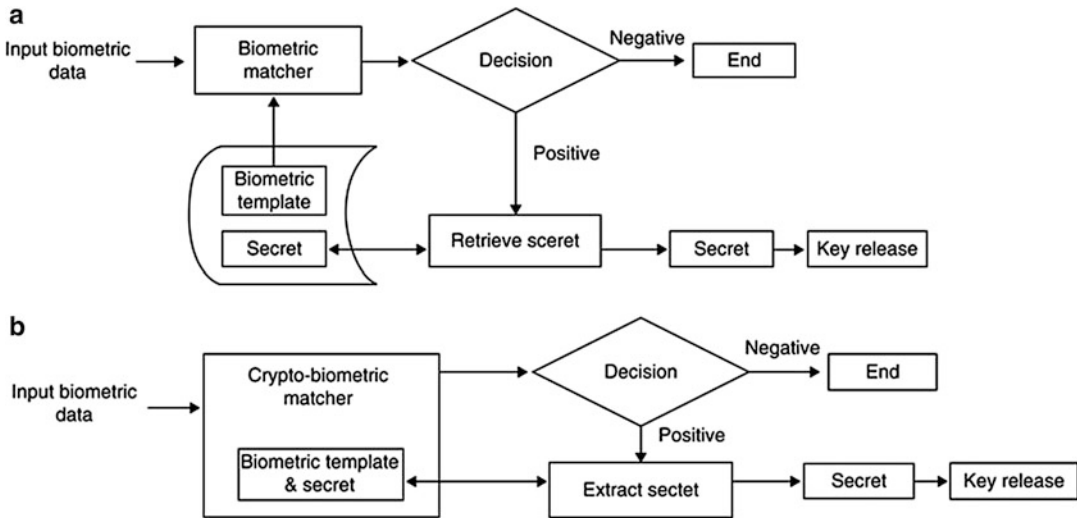 a
Input biometric
data
Biometric
matcher
Decision
Negative
End
Positive
Biometric
template
Secret
Retrieve sceret
Secret
Key release
b
Input biometric
data
Crypto-biometric
matcher
Decision
Negative
End
Positive
Biometric template
& secret
Extract sectet
Secret
Key release